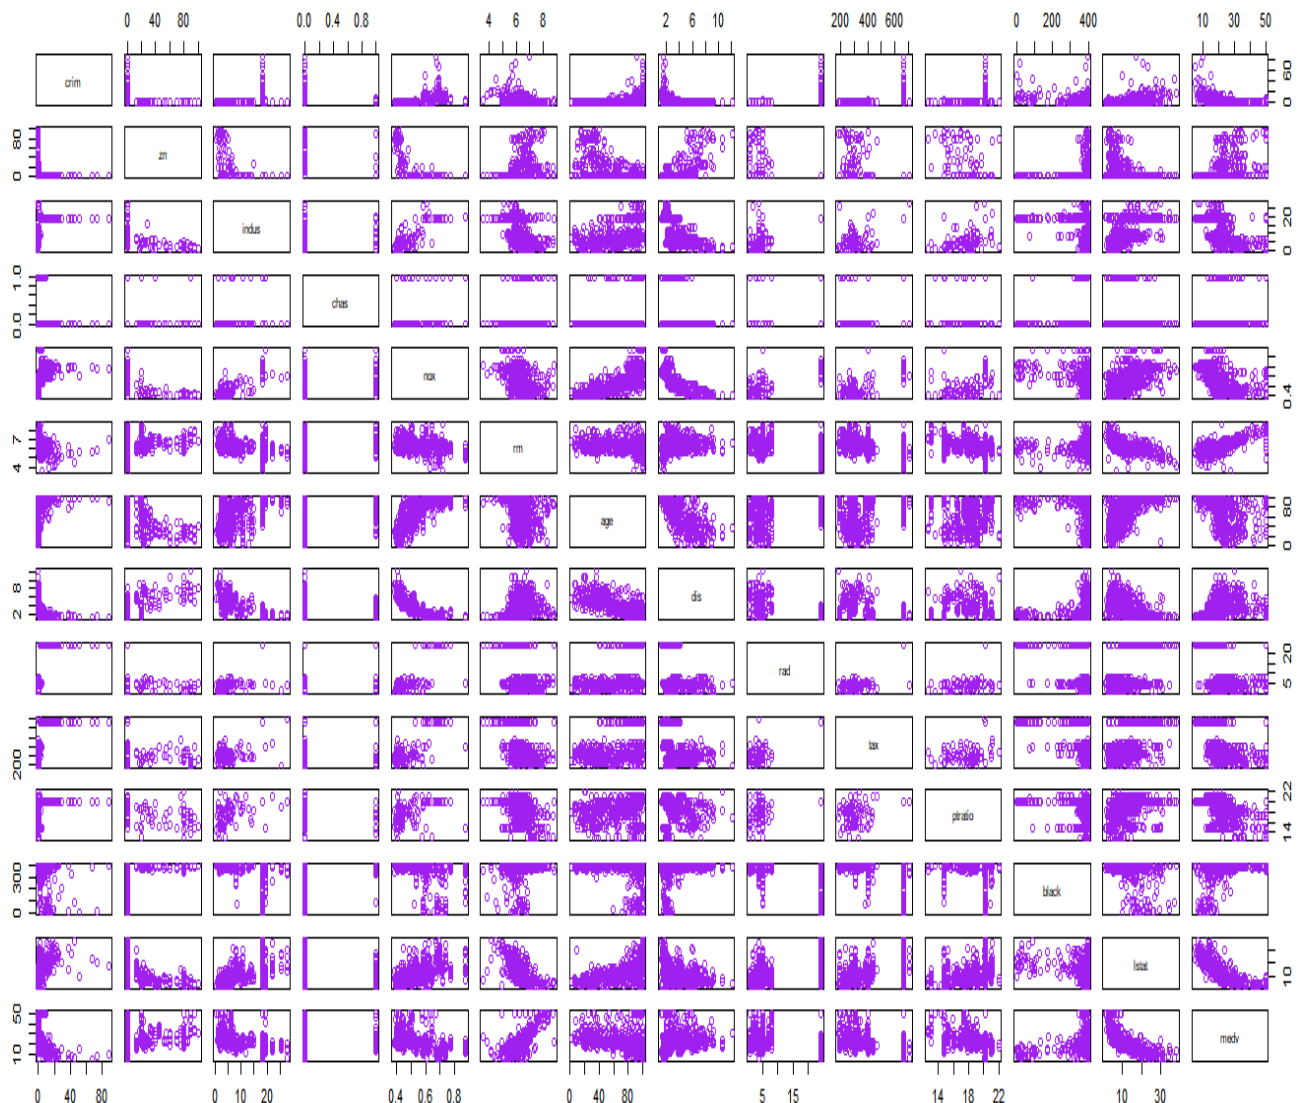 0 40 80 0.0 0.4 0.8 4 6 8 2 6 10 200 400 600 0 200 400 10 30 50
crim 0 60
0 80 zn
indus 0 20
0.0 1.0 chas
nox 0.4
4 7 rm
age 0 80
2 8 dis
rad 5 20
200 tax
ptratio 14 22
0 300 black
lstat 10
10 50 medv
0 40 80 0 10 20 0.4 0.6 0.8 0 40 80 5 15 14 18 22 10 30